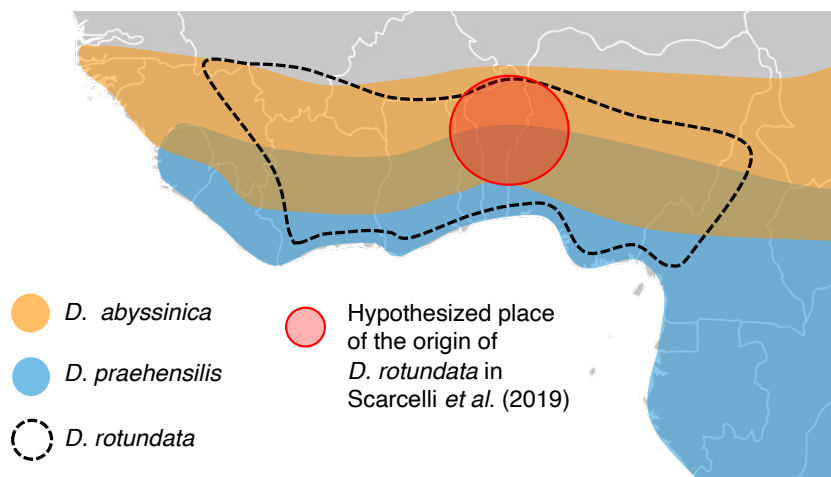 D. abyssinica
D. praehensilis
D. rotundata
Hypothesized place
of the origin of
D. rotundata in
Scarcelli et al. (2019)